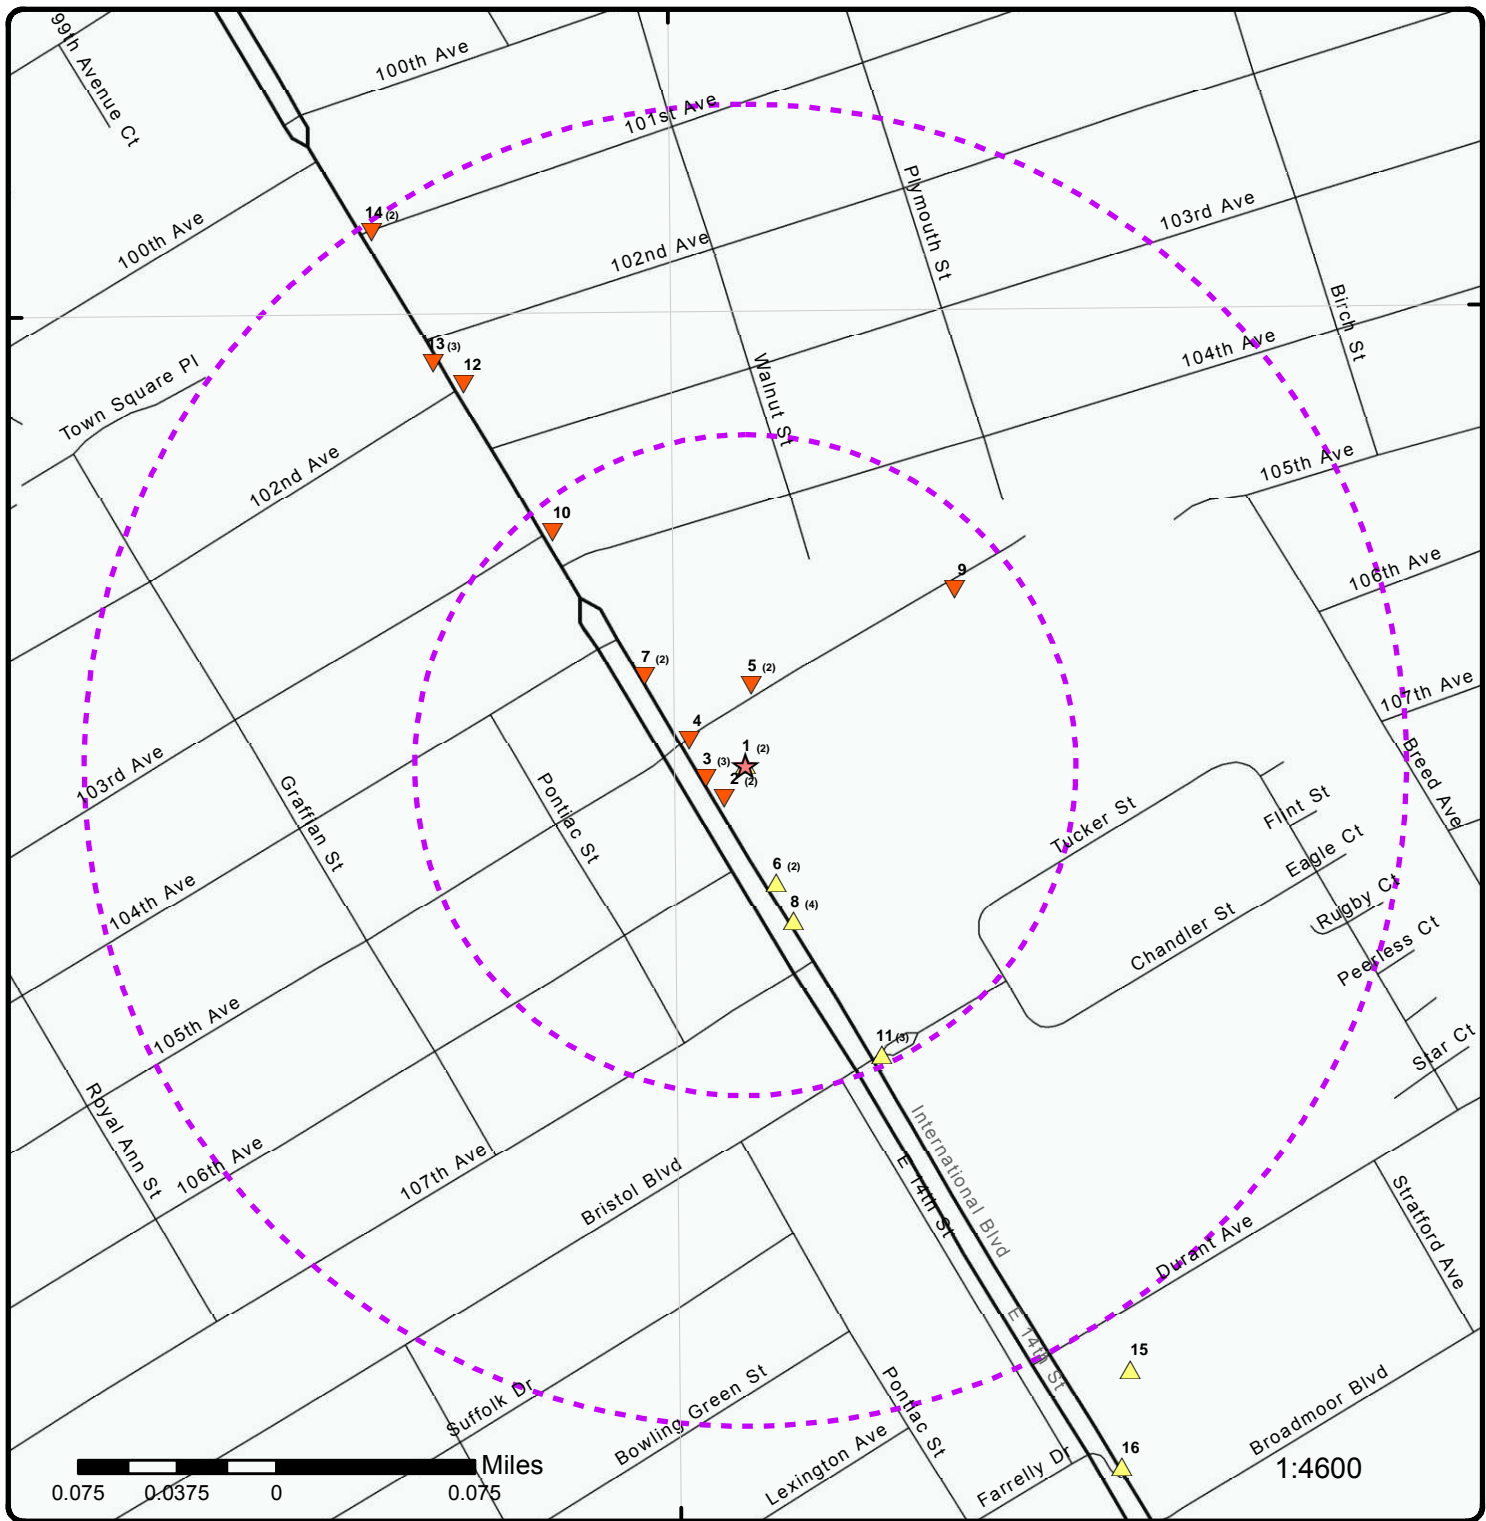 99th Avenue Ct
100th Ave
101st Ave
14 (2)
100th Ave
102nd Ave
Plymouth St
103rd Ave
Birch St
104th Ave
13 (3)
12
Walnut St
Town Square Pl
102nd Ave
105th Ave
10
9
106th Ave
7 (2)
5 (2)
107th Ave
4
1 (2)
3 (3)
2 (2)
Breed Ave
103rd Ave
Graffian St
Pontiac St
Tucker St
Flint St
Eagle Ct
6 (2)
Rugby Ct
8 (4)
104th Ave
Chandler St
Peerless Ct
105th Ave
11 (3)
Star Ct
Royal Ann St
International Blvd
E 14th St
106th Ave
107th Ave
Bristol Blvd
Stratford Ave
Durant Ave
E 14th St
15
Suffolk Dr
Bowling Green St
Pontiac St
Broadmoor Blvd
16
Lexington Ave
Farrelly Dr
Miles
0.075 0.0375 0 0.075
1:4600